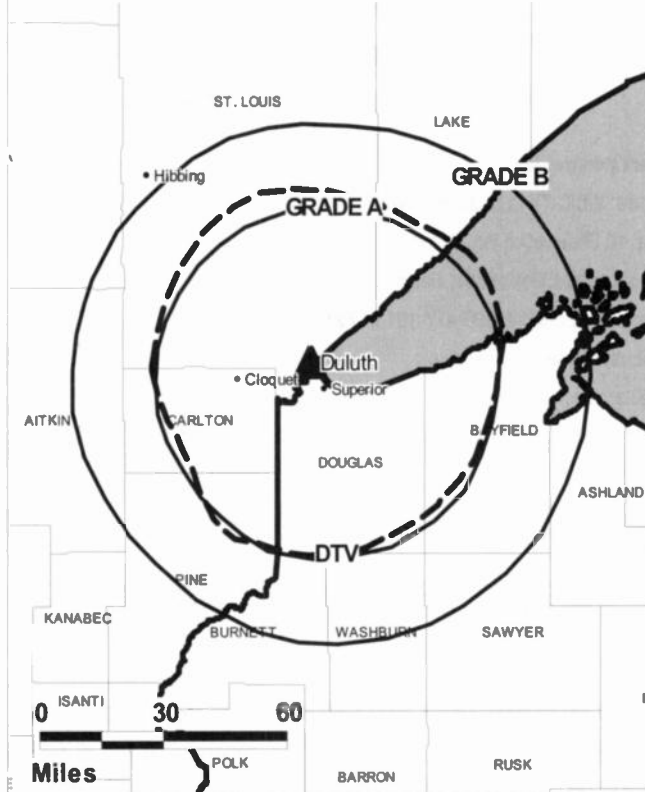 ST. LOUIS
LAKE
Hibbing
GRADE B
GRADE A
Duluth
Cloquet
Superior
AITKIN
CARLTON
BAYFIELD
DOUGLAS
ASHLAND
DTV
PINE
KANABEC
BURNETT
WASHBURN
SAWYER
ISANTI
0 30 60
Miles
POLK
BARRON
RUSK